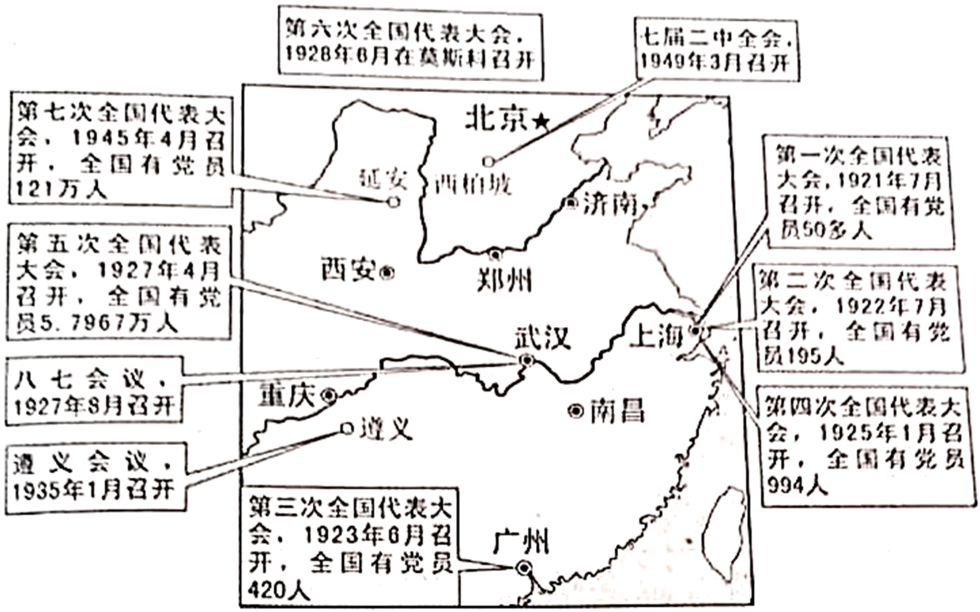 第六次全国代表大会,
1928年6月在莫斯科召开
七届二中全会,
1949年3月召开
第七次全国代表大
会，1945年4月召
开，全国有党员
121万人
北京
第一次全国代表
大会,1921年7月
召开，全国有党
员50多人
延安
西柏坡
济南
第五次全国代表
大会，1927年4月
召开，全国有党
员5.7967万人
西安
郑州
第二次全国代表
大会，1922年7月
召开，全国有党
员195人
武汉
上海
八七会议,
1927年8月召开
重庆
南昌
第四次全国代表大
会，1925年1月召
开，全国有党员
994人
遵义
遵义会议,
1935年1月召开
第三次全国代表大
会，1923年6月召
开，全国有党员
420人
广州